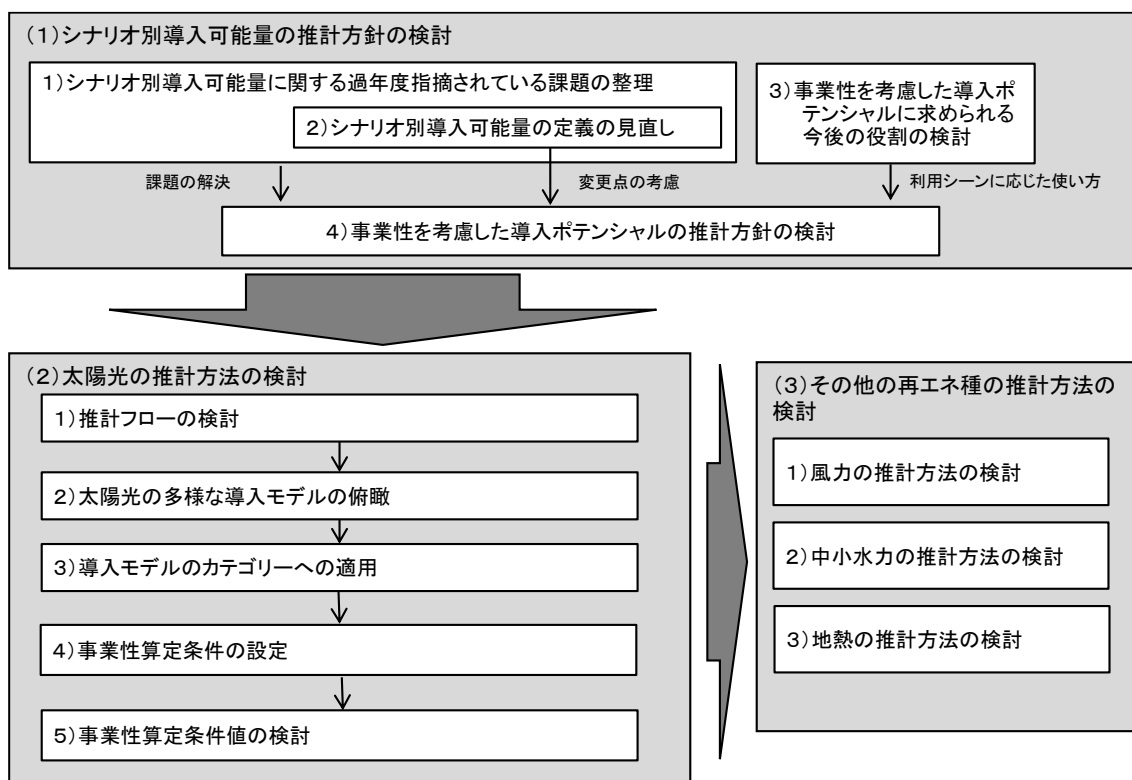 (1)シナリオ別導入可能量の推計方針の検討
1)シナリオ別導入可能量に関する過年度指摘されている課題の整理
2)シナリオ別導入可能量の定義の見直し
3)事業性を考慮した導入ポ
テンシャルに求められる
今後の役割の検討
課題の解決
変更点の考慮
利用シーンに応じた使い方
4)事業性を考慮した導入ポテンシャルの推計方針の検討
(2)太陽光の推計方法の検討
1)推計フローの検討
2)太陽光の多様な導入モデルの俯瞰
3)導入モデルのカテゴリーへの適用
4)事業性算定条件の設定
5)事業性算定条件値の検討
(3)その他の再エネ種の推計方法の
検討
1)風力の推計方法の検討
2)中小水力の推計方法の検討
3)地熱の推計方法の検討